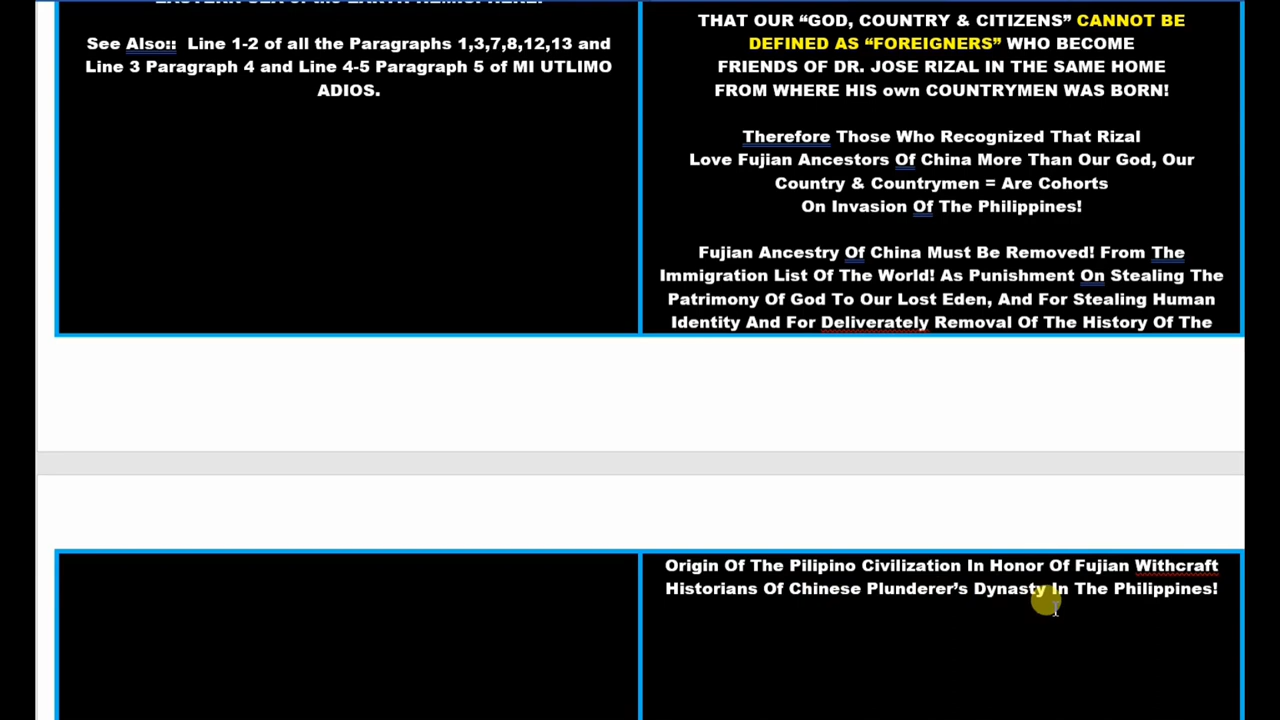 EASTERN SEA of the EARTH HEMISPHERE!
See Also:: Line 1-2 of all the Paragraphs 1,3,7,8,12,13 and
Line 3 Paragraph 4 and Line 4-5 Paragraph 5 of MI UTLIMO
ADIOS.
THAT OUR “GOD, COUNTRY & CITIZENS” CANNOT BE
DEFINED AS “FOREIGNERS” WHO BECOME
FRIENDS OF DR. JOSE RIZAL IN THE SAME HOME
FROM WHERE HIS own COUNTRYMEN WAS BORN!
Therefore Those Who Recognized That Rizal
Love Fujian Ancestors Of China More Than Our God, Our
Country & Countrymen = Are Cohorts
On Invasion Of The Philippines!
Fujian Ancestry Of China Must Be Removed! From The
Immigration List Of The World! As Punishment On Stealing The
Patrimony Of God To Our Lost Eden, And For Stealing Human
Identity And For Deliverately Removal Of The History Of The
Origin Of The Pilipino Civilization In Honor Of Fujian Withcraft
Historians Of Chinese Plunderer’s Dynasty In The Philippines!